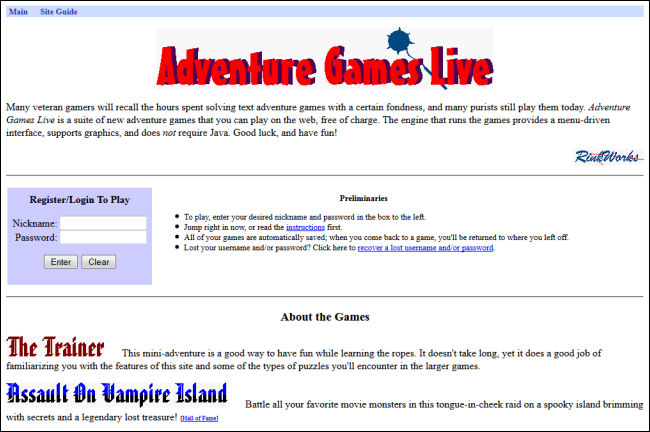 Main Site Guide
Adventure Games Live
Many veteran gamers will recall the hours spent solving text adventure games with a certain fondness, and many purists still play them today. Adventure
Games Live is a suite of new adventure games that you can play on the web, free of charge. The engine that runs the games provides a menu-driven
interface, supports graphics, and does not require Java. Good luck, and have fun!
RinkWorks
Register/Login To Play
Nickname:
Password:
Enter Clear
Preliminaries
To play, enter your desired nickname and password in the box to the left.
Jump right in now, or read the instructions first.
All of your games are automatically saved; when you come back to a game, you'll be returned to where you left off.
Lost your username and/or password? Click here to recover a lost username and/or password.
About the Games
The Trainer This mini-adventure is a good way to have fun while learning the ropes. It doesn't take long, yet it does a good job of
familiarizing you with the features of this site and some of the types of puzzles you'll encounter in the larger games.
Assault On Vampire Island Battle all your favorite movie monsters in this tongue-in-cheek raid on a spooky island brimming
with secrets and a legendary lost treasure! [Hall of Fame]